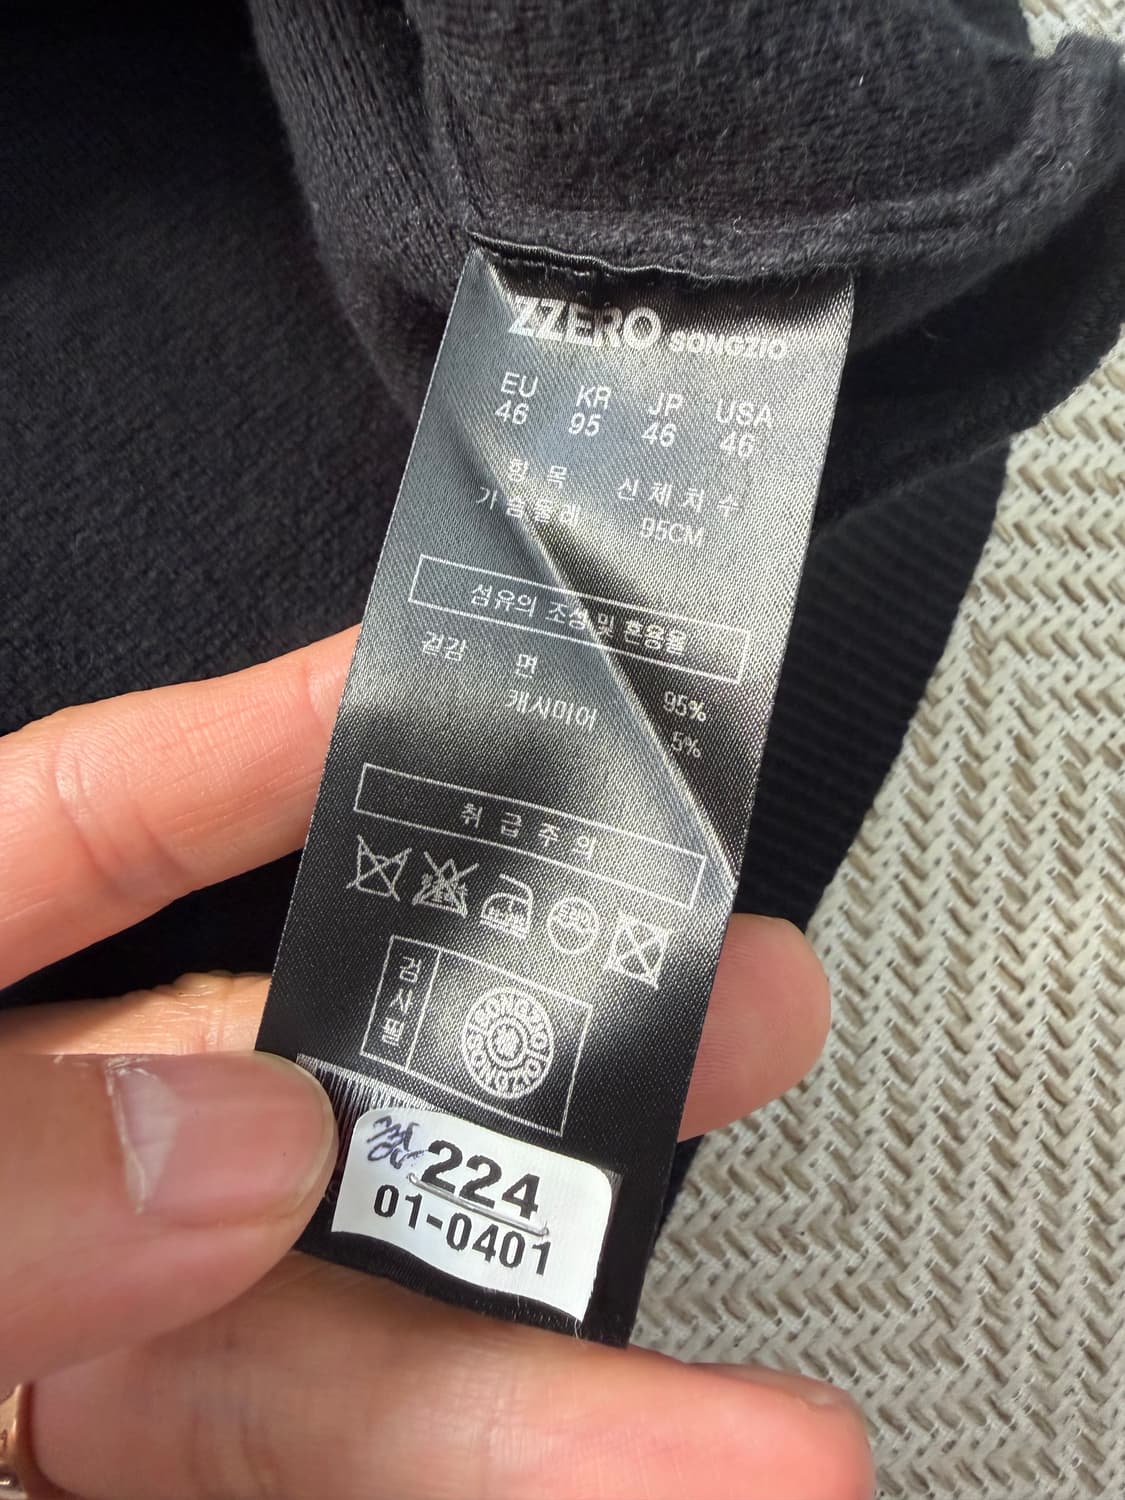 ZZERO SONGZIO
EU KR JP USA
46 95 46 46
항 목 신 체 치 수
가 슴 둘 레 95CM
섬유의 조성 및 혼용율
겉감 면 95%
캐시미어 5%
취 급 주 의
검 사 필
224
01-0401